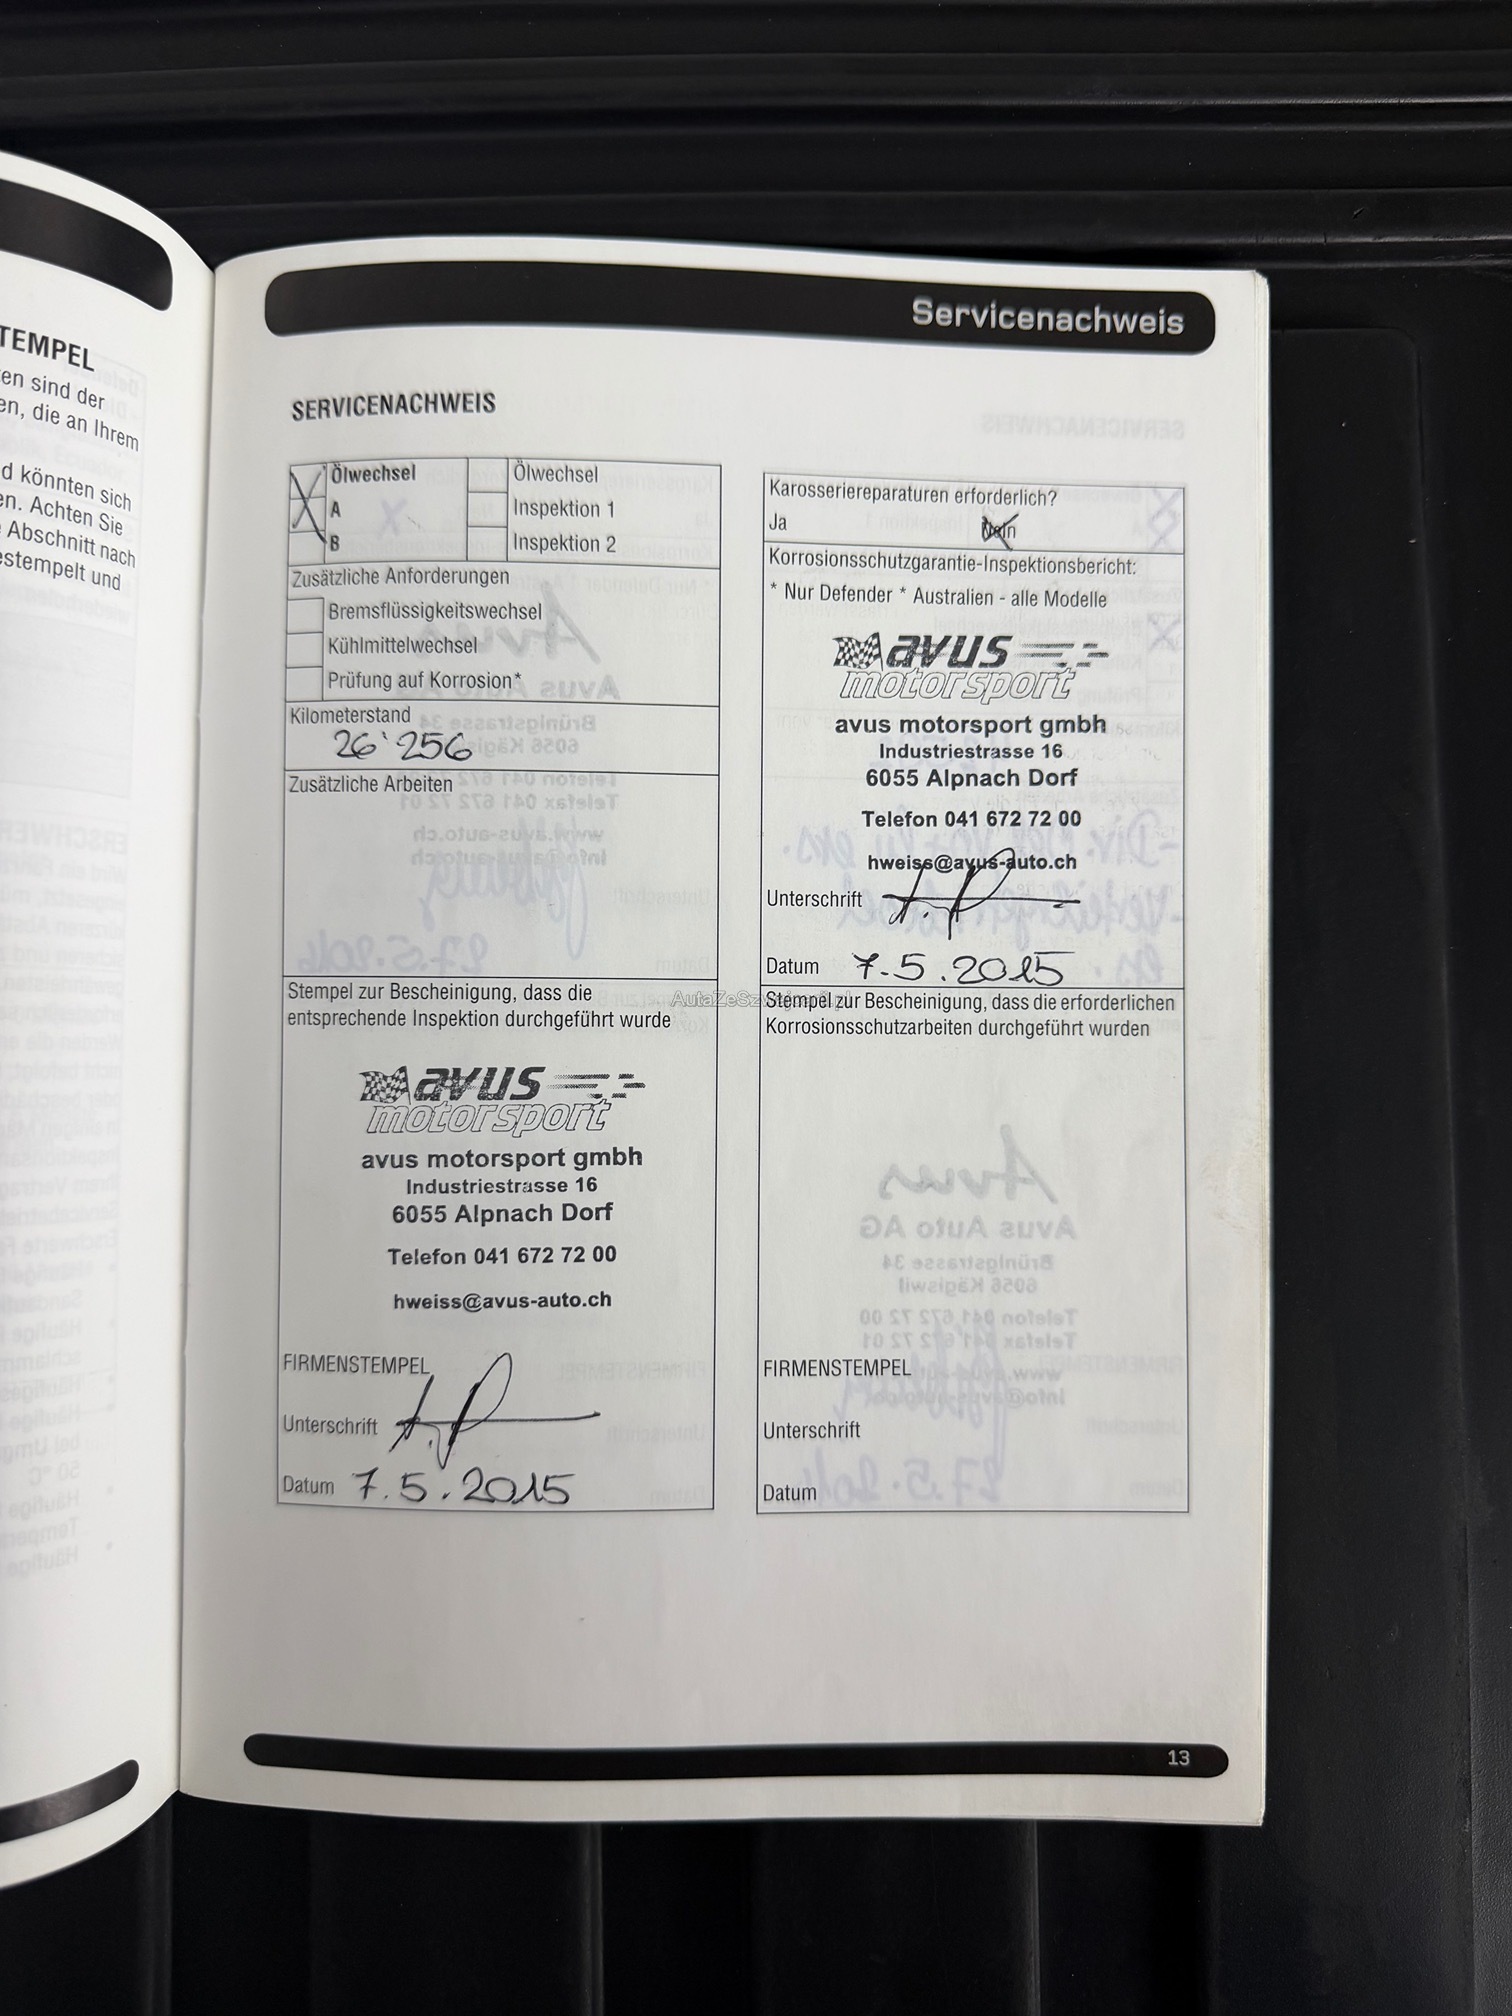 TEMPEL
en sind der
en, die an Ihrem
d könnten sich
en. Achten Sie
Abschnitt nach
estempelt und
Servicenachweis
SERVICENACHWEIS
Ölwechsel
A
B
Ölwechsel
Inspektion 1
Inspektion 2
Zusätzliche Anforderungen
Bremsflüssigkeitswechsel
Kühlmittelwechsel
Prüfung auf Korrosion*
Kilometerstand
26'256
Zusätzliche Arbeiten
Stempel zur Bescheinigung, dass die
entsprechende Inspektion durchgeführt wurde
avus
motorsport
avus motorsport gmbh
Industriestrasse 16
6055 Alpnach Dorf
Telefon 041 672 72 00
hweiss@avus-auto.ch
FIRMENSTEMPEL
Unterschrift
Datum 7.5.2015
Karosseriereparaturen erforderlich?
Ja Nein
Korrosionsschutzgarantie-Inspektionsbericht:
* Nur Defender * Australien - alle Modelle
avus
motorsport
avus motorsport gmbh
Industriestrasse 16
6055 Alpnach Dorf
Telefon 041 672 72 00
hweiss@avus-auto.ch
Unterschrift
Datum 7.5.2015
Stempel zur Bescheinigung, dass die erforderlichen
Korrosionsschutzarbeiten durchgeführt wurden
FIRMENSTEMPEL
Unterschrift
Datum
13